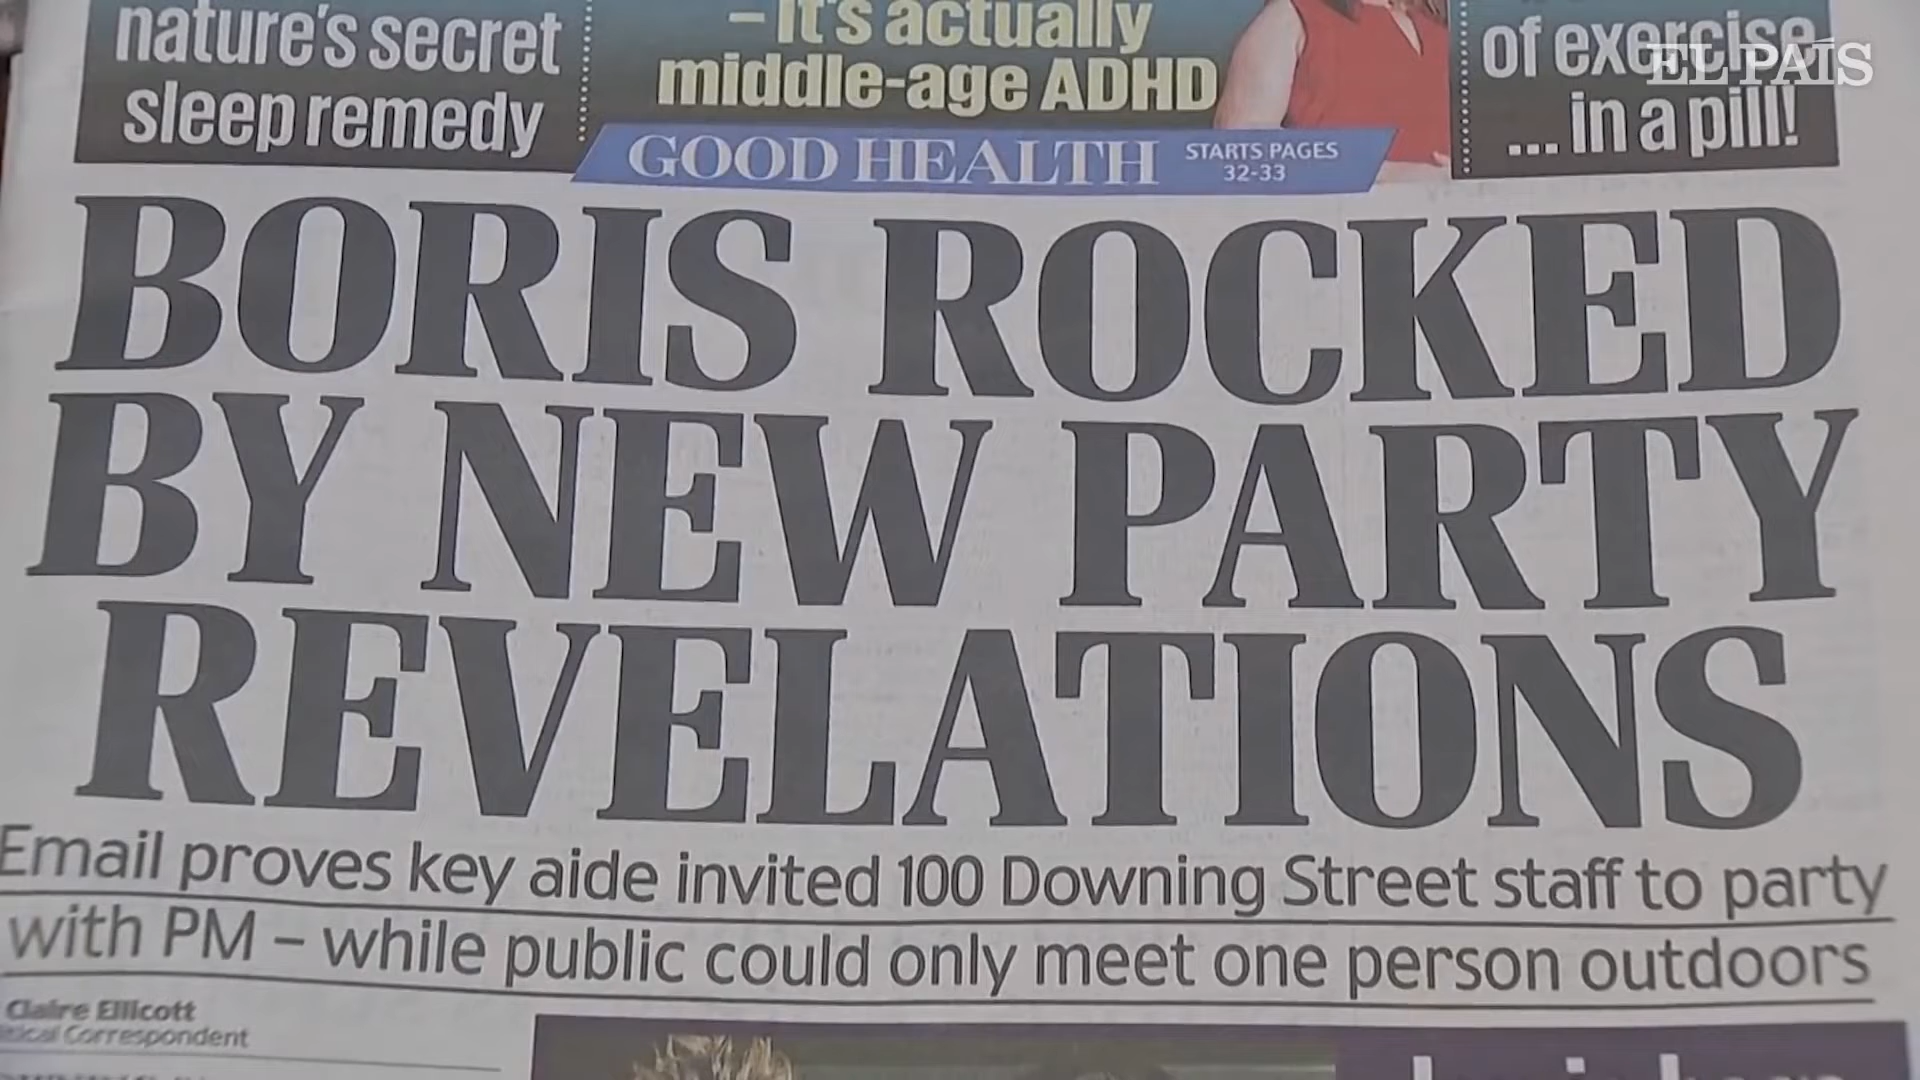 nature's secret
sleep remedy
– It's actually
middle-age ADHD
of exercise
... in a pill!
EL PAÍS
GOOD HEALTH
STARTS PAGES
32-33
BORIS ROCKED
BY NEW PARTY
REVELATIONS
Email proves key aide invited 100 Downing Street staff to party
with PM – while public could only meet one person outdoors
Claire Ellicott
Correspondent